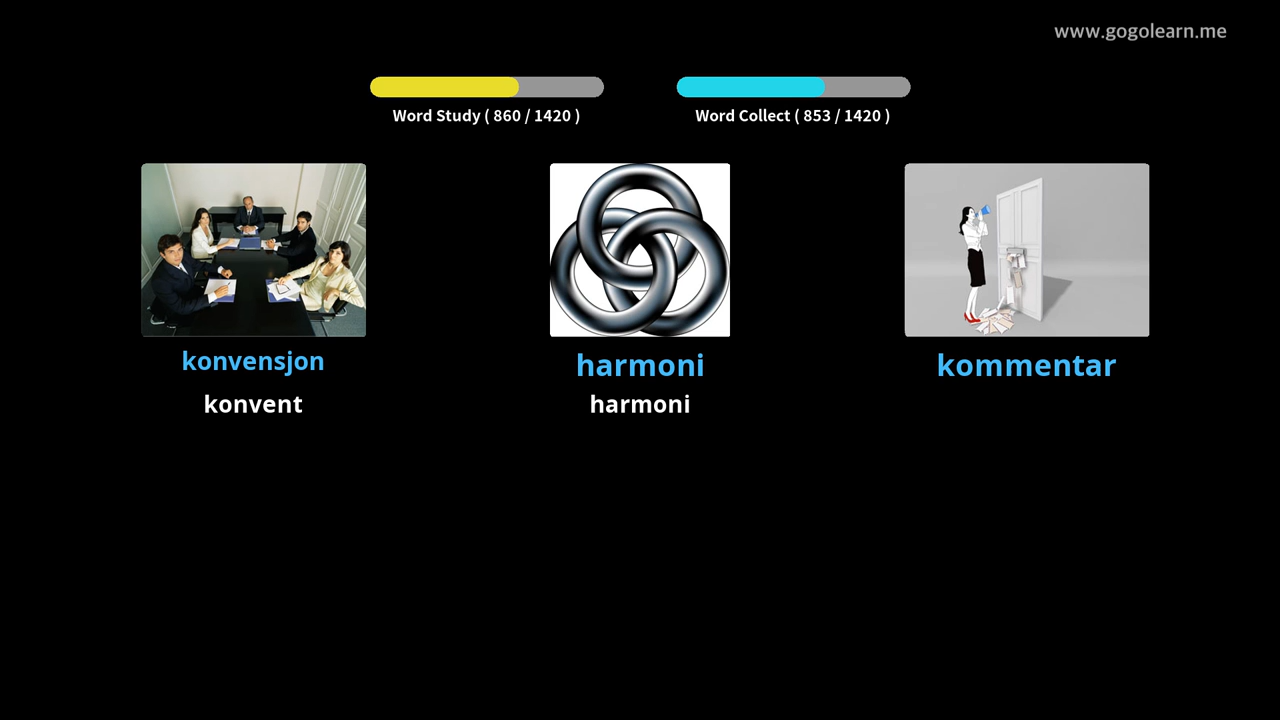 www.gogolearn.me
Word Study ( 860 / 1420 )
Word Collect ( 853 / 1420 )
konvensjon
harmoni
kommentar
konvent
harmoni